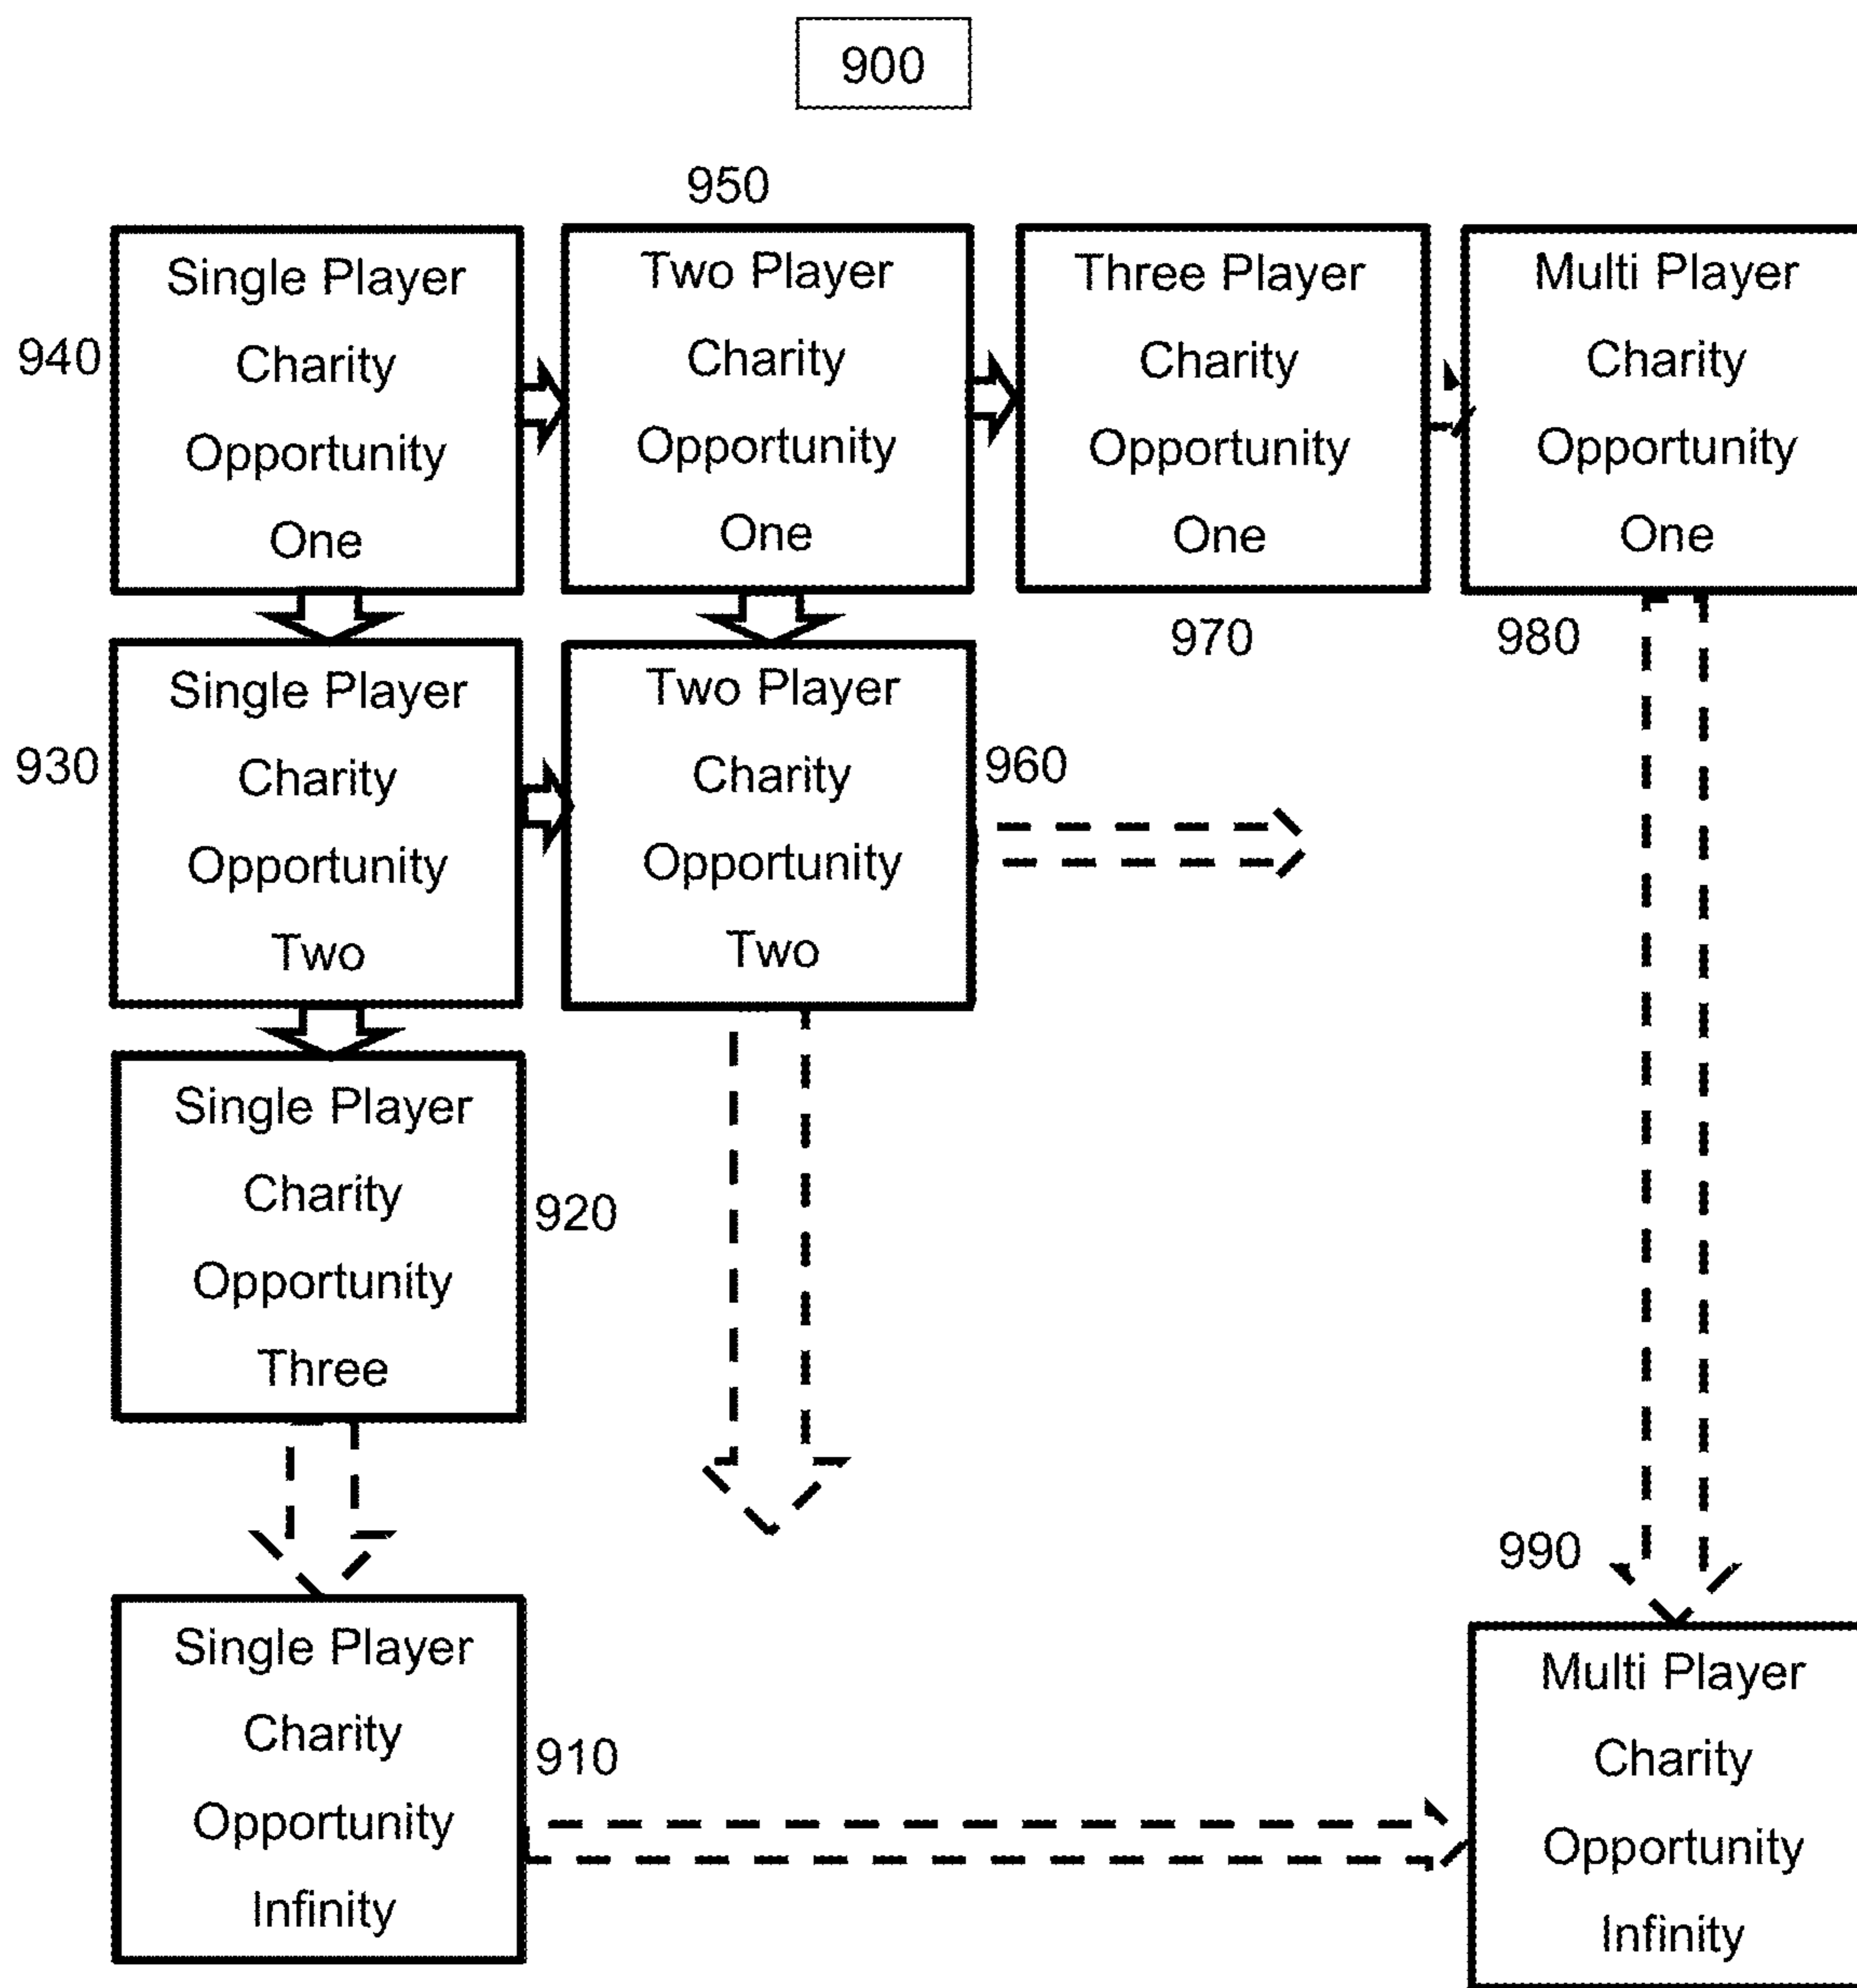 900
950
940
Single Player
Charity
Opportunity
One
Two Player
Charity
Opportunity
One
Three Player
Charity
Opportunity
One
970
Multi Player
Charity
Opportunity
One
980
930
Single Player
Charity
Opportunity
Two
Two Player
Charity
Opportunity
Two
960
Single Player
Charity
Opportunity
Three
920
Single Player
Charity
Opportunity
Infinity
910
990
Multi Player
Charity
Opportunity
Infinity